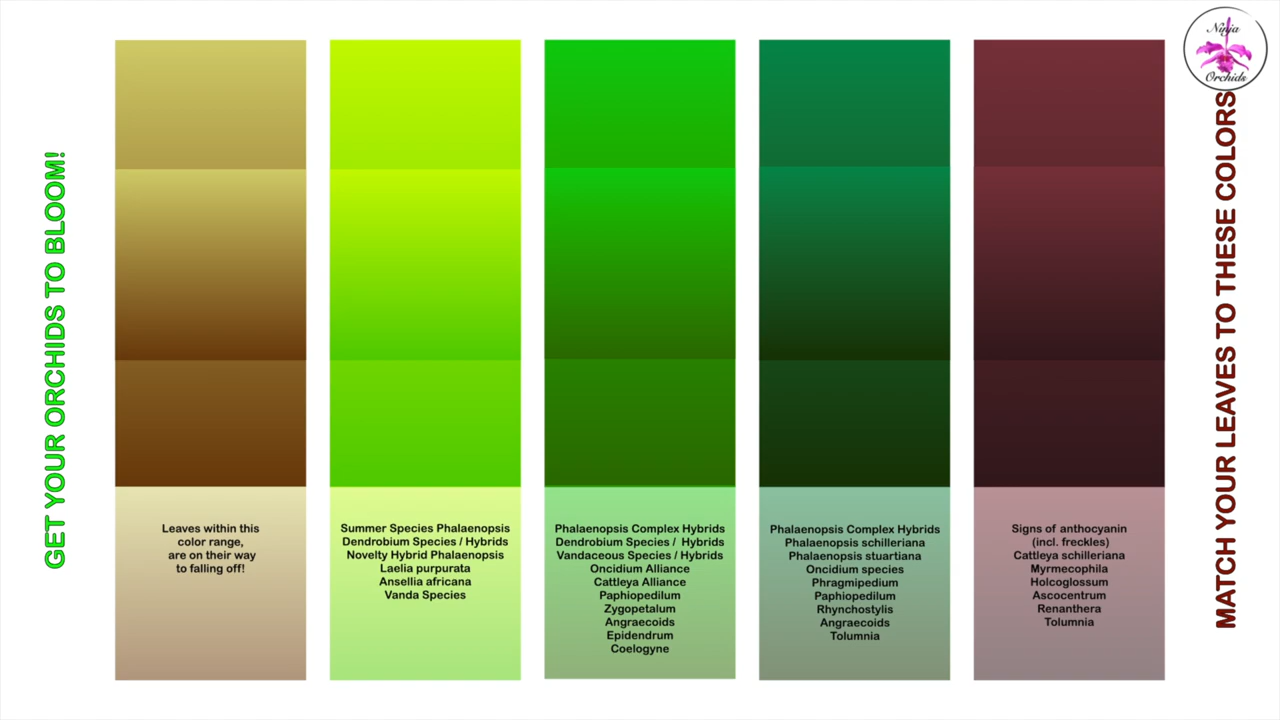 GET YOUR ORCHIDS TO BLOOM!
Leaves within this
color range,
are on their way
to falling off!
Summer Species Phalaenopsis
Dendrobium Species / Hybrids
Novelty Hybrid Phalaenopsis
Laelia purpurata
Ansellia africana
Vanda Species
Phalaenopsis Complex Hybrids
Dendrobium Species / Hybrids
Vandaceous Species / Hybrids
Oncidium Alliance
Cattleya Alliance
Paphiopedilum
Zygopetalum
Angraecoids
Epidendrum
Coelogyne
Phalaenopsis Complex Hybrids
Phalaenopsis schilleriana
Phalaenopsis stuartiana
Oncidium species
Phragmipedium
Paphiopedilum
Rhynchostylis
Angraecoids
Tolumnia
Signs of anthocyanin
(incl. freckles)
Cattleya schilleriana
Myrmecophila
Holcoglossum
Ascocentrum
Renanthera
Tolumnia
Ninja
Orchids
MATCH YOUR LEAVES TO THESE COLORS